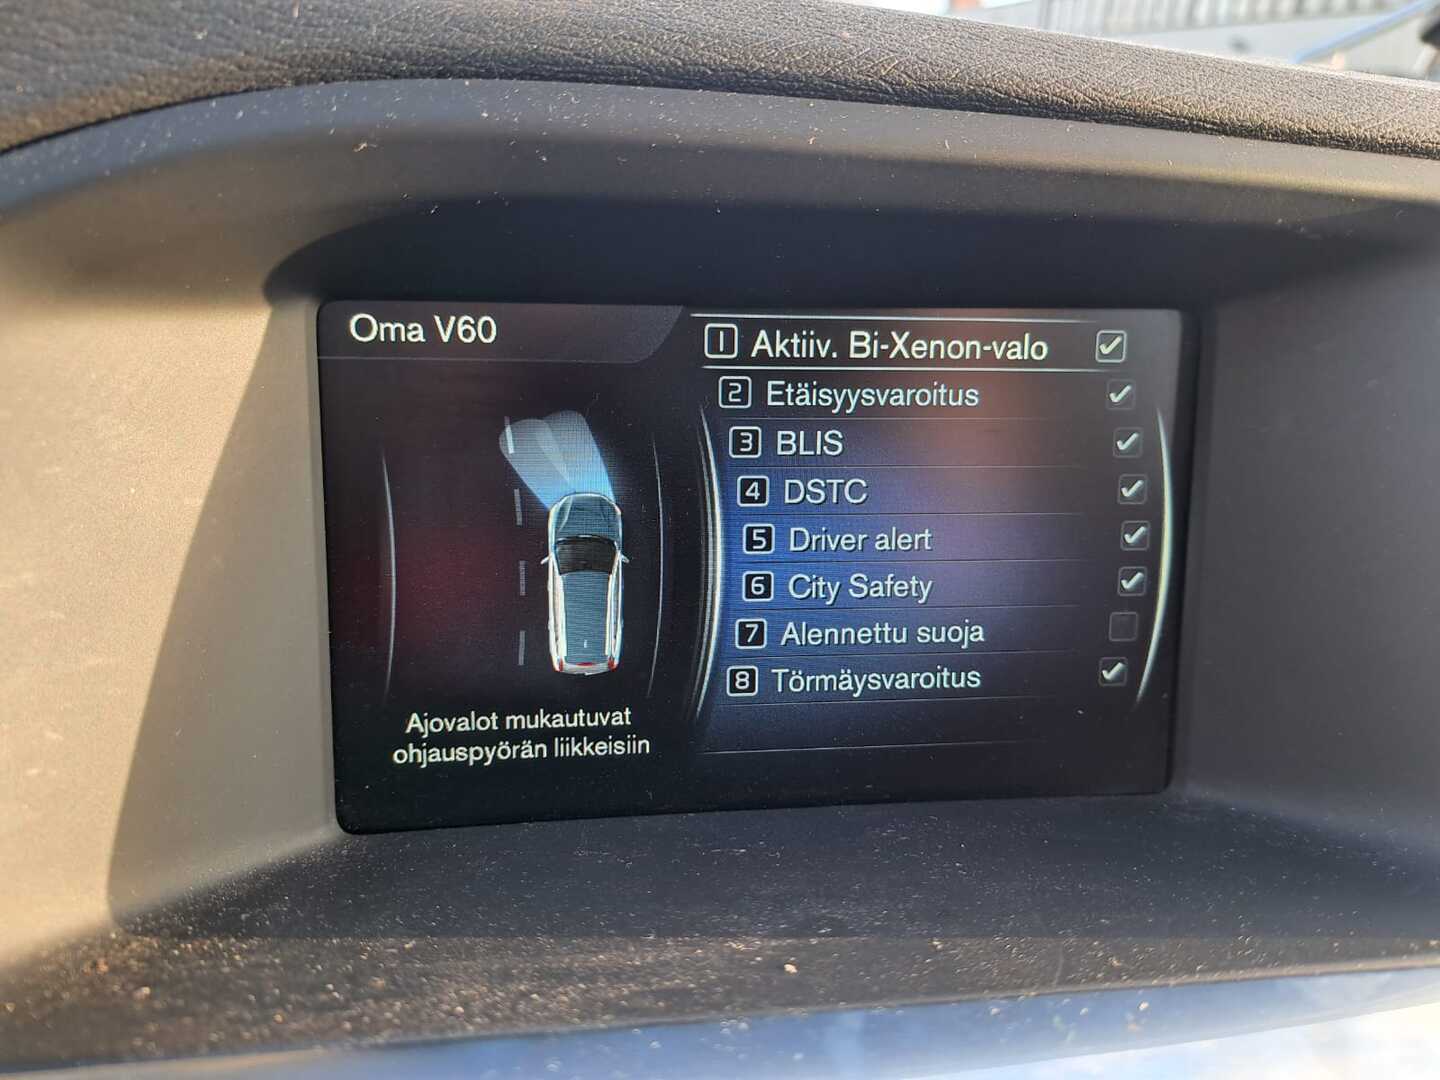 Oma V60
1 Aktiiv. Bi-Xenon-valo
2 Etäisyysvaroitus
3 BLIS
4 DSTC
5 Driver alert
6 City Safety
7 Alennettu suoja
8 Törmäysvaroitus
Ajovalot mukautuvat
ohjauspyörän liikkeisiin